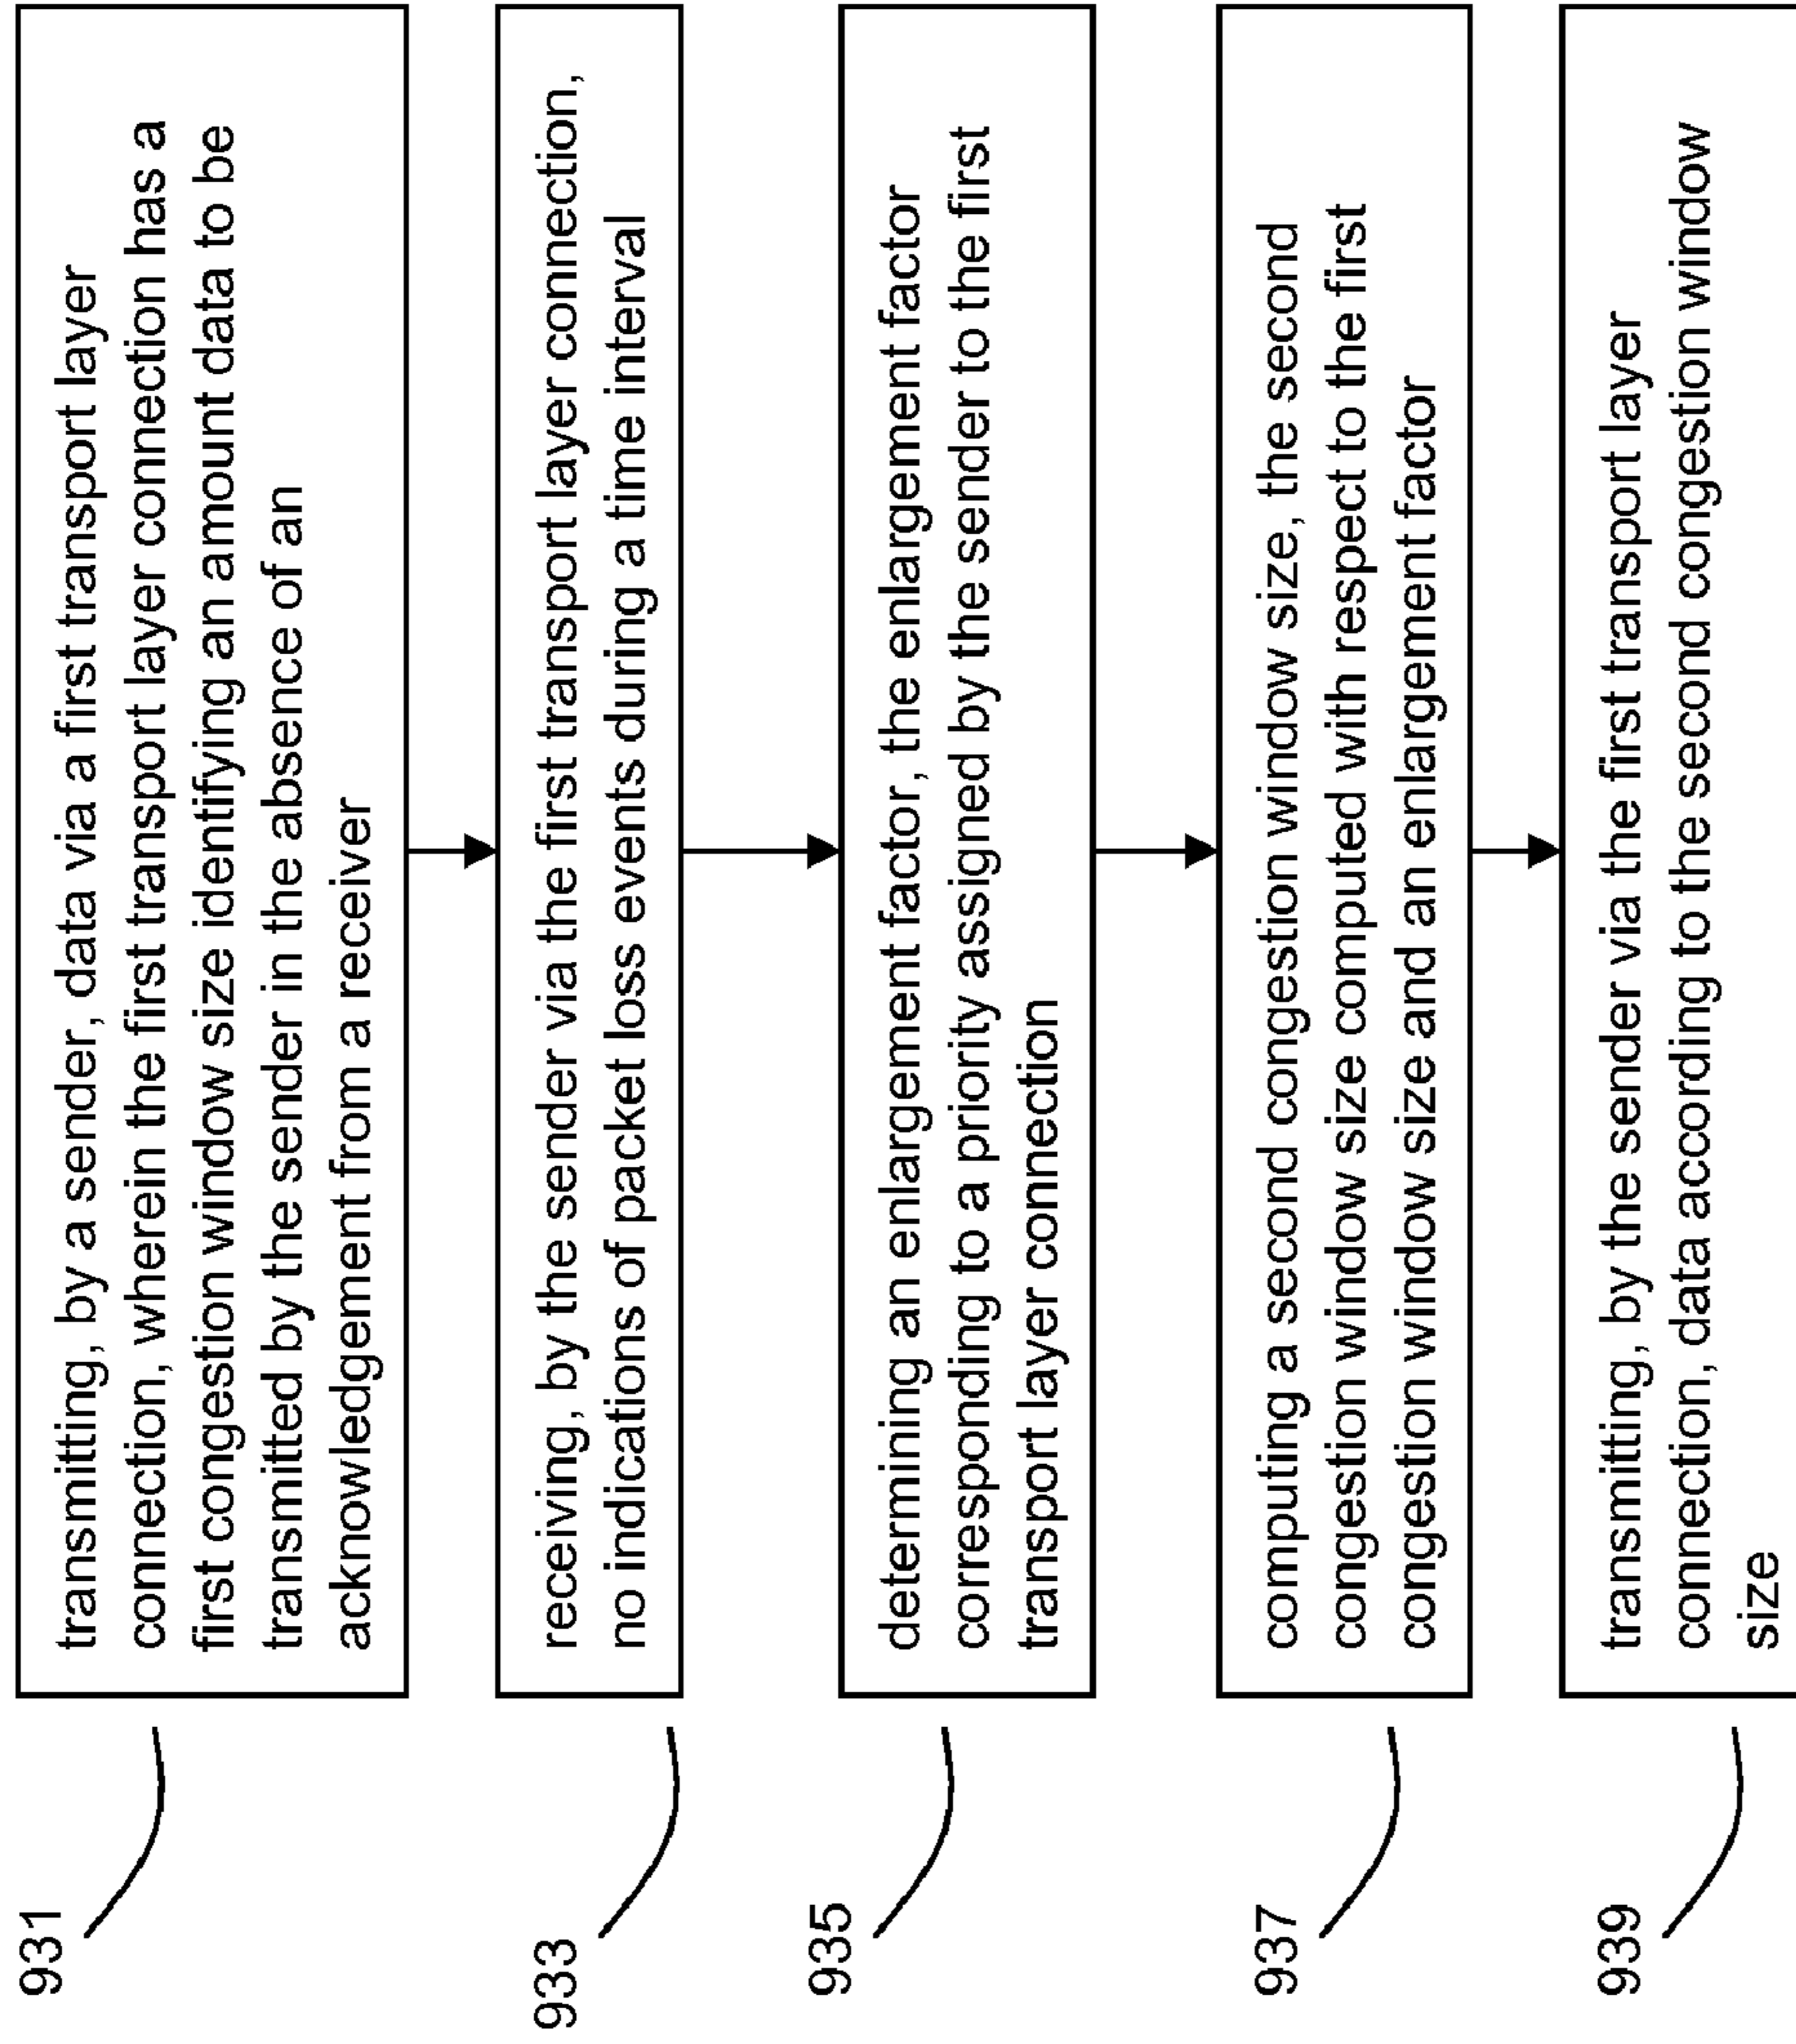 931
transmitting, by a sender, data via a first transport layer
connection, wherein the first transport layer connection has a
first congestion window size identifying an amount data to be
transmitted by the sender in the absence of an
acknowledgement from a receiver
933
receiving, by the sender via the first transport layer connection,
no indications of packet loss events during a time interval
935
determining an enlargement factor, the enlargement factor
corresponding to a priority assigned by the sender to the first
transport layer connection
937
computing a second congestion window size, the second
congestion window size computed with respect to the first
congestion window size and an enlargement factor
939
transmitting, by the sender via the first transport layer
connection, data according to the second congestion window
size